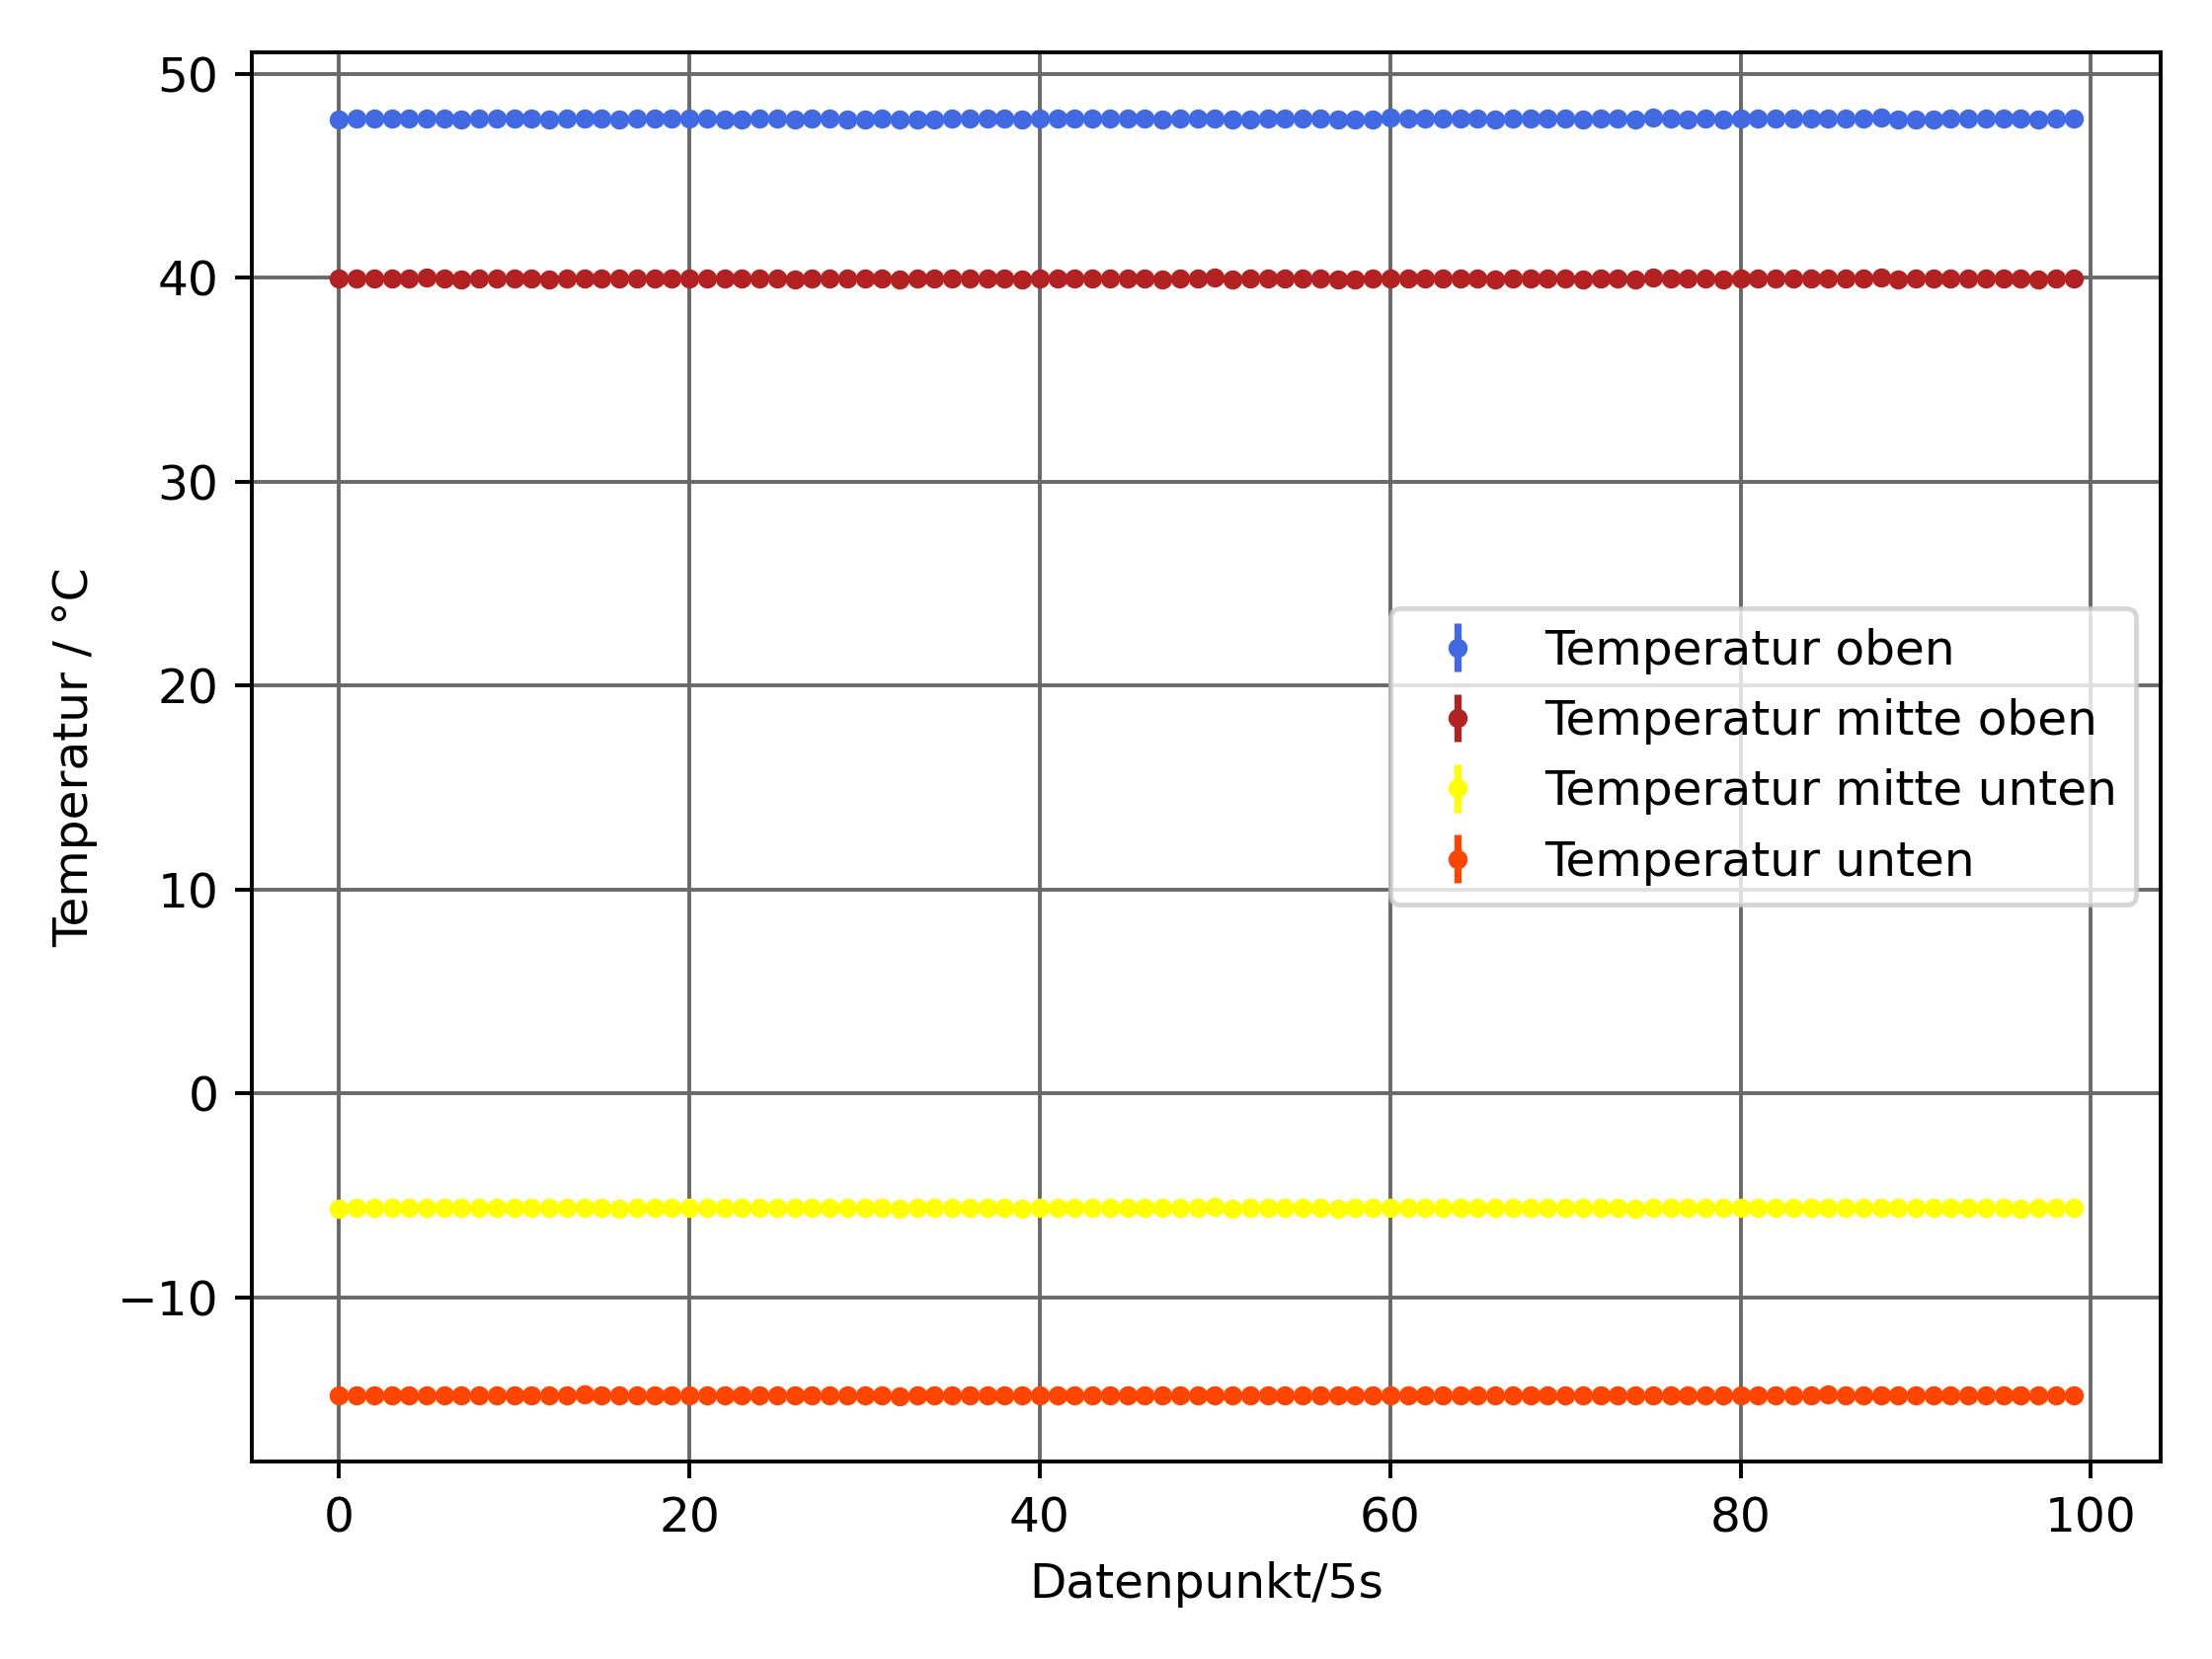 50
40
30
20
10
0
−10
Temperatur / °C
Temperatur oben
Temperatur mitte oben
Temperatur mitte unten
Temperatur unten
0 20 40 60 80 100
Datenpunkt/5s